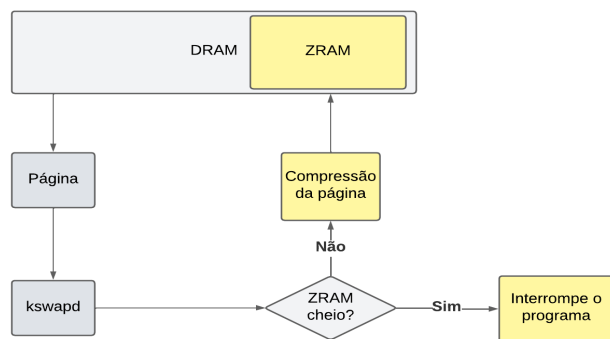 DRAM
ZRAM
Página
Compressão
da página
Não
kswapd
ZRAM
cheio?
Sim
Interrompe o
programa